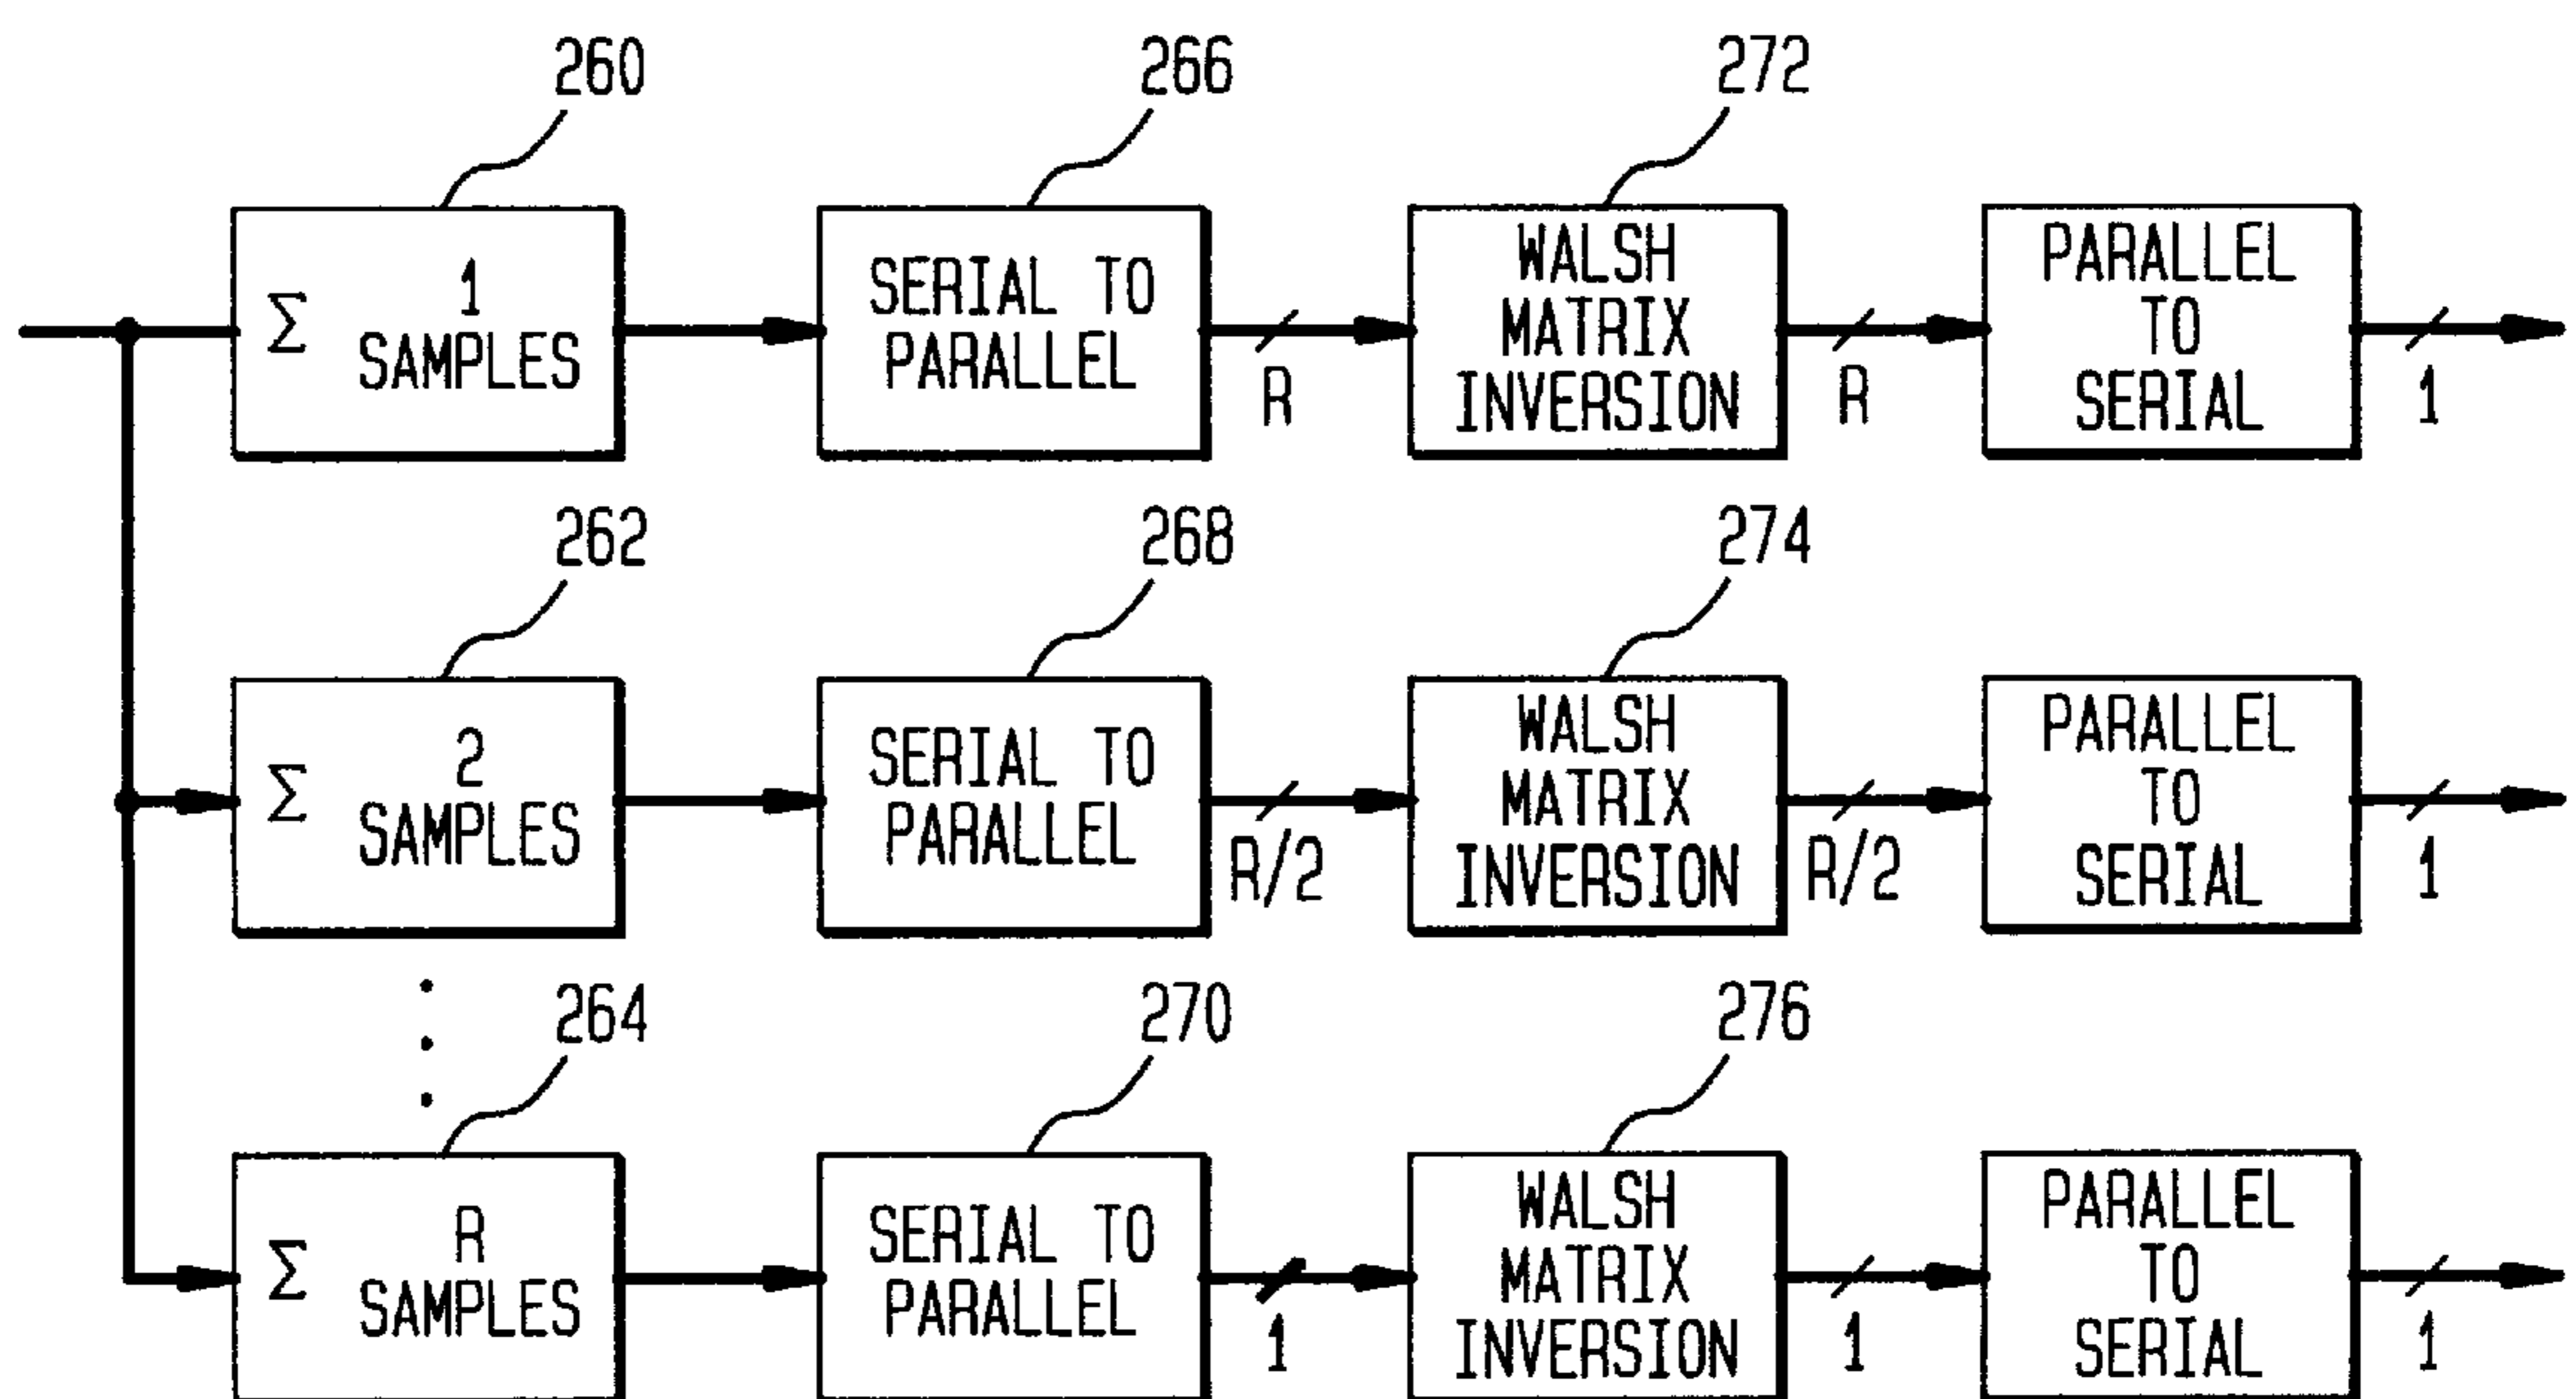 260 266 272
Σ 1 SAMPLES
SERIAL TO PARALLEL
R
WALSH MATRIX INVERSION
R
PARALLEL TO SERIAL
1
262 268 274
Σ 2 SAMPLES
SERIAL TO PARALLEL
R/2
WALSH MATRIX INVERSION
R/2
PARALLEL TO SERIAL
1
264 270 276
Σ R SAMPLES
SERIAL TO PARALLEL
1
WALSH MATRIX INVERSION
1
PARALLEL TO SERIAL
1